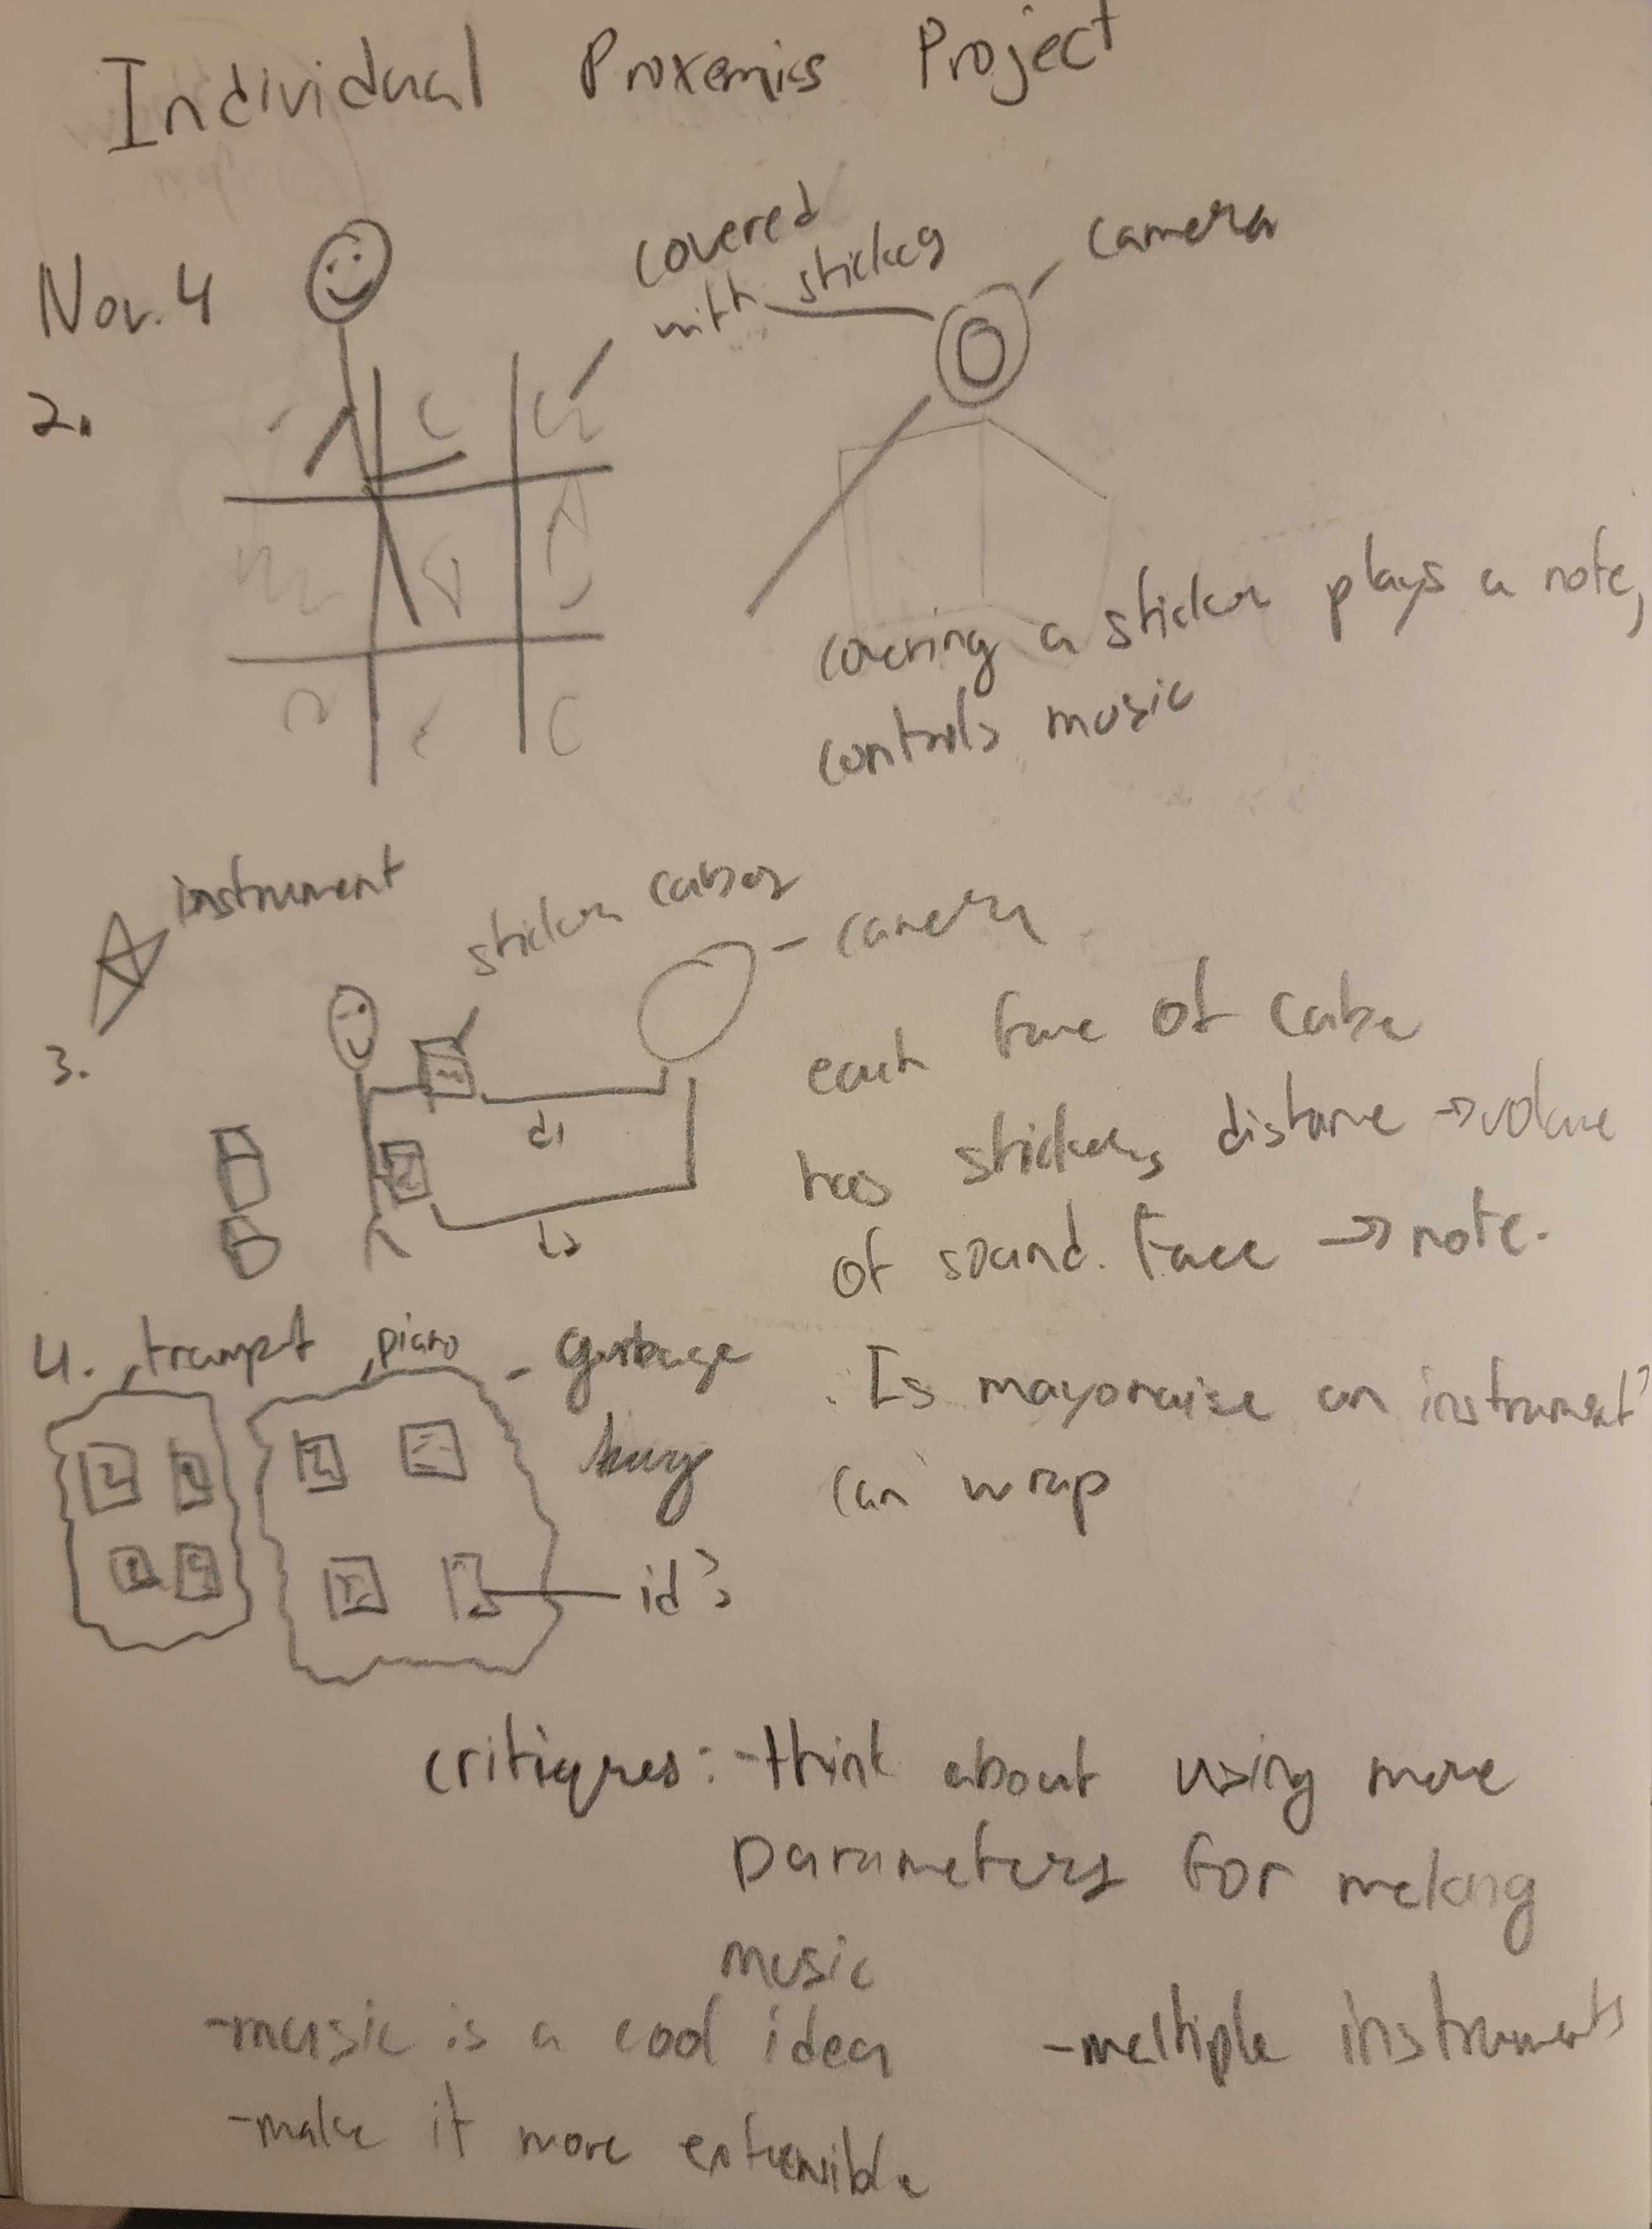 Individual Proxemics Project
Nov. 4
2.
covered
with stickers
camera
covering a sticker plays a note,
controls music
instrument
3.
sticker cubes
camera
d1
each face of cube
has stickers, distance → volume
of sound. Face → note.
4. trumpet piano - garbage
bag
id's
. Is mayonaise an instrument?
can wrap
critiques: - think about using more
parameters for making
music
- music is a cool idea
- multiple instruments
- make it more extensible